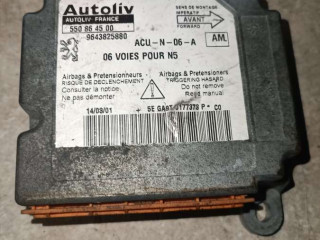 Autoliv
AUTOLIV FRANCE
550 86 45 00
9643825880
SENS DE MONTAGE
IMPERATIF
AVANT
FORWARD
AM
ACU-N-06-A
06 VOIES POUR N5
Airbags & Pretensionneurs
RISQUE DE DECLENCHEMENT
Consulter la notice
Ne pas demonter
Airbags & Pretensioners
TRIGGERING HAZARD
Do not remove
Read manual
14/09/01